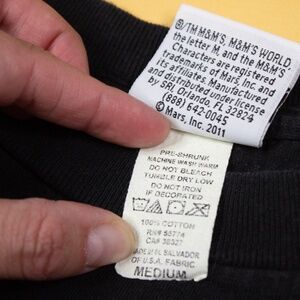 ®/TM M&M'S, M&M'S WORLD,
the letter M, and the M&M'S
Characters are registered
trademarks of Mars, Inc. and
its affiliates. Manufactured
and distributed under license
by SRI, Orlando, FL 32824
(888) 642-0045
© Mars, Inc. 2011
PRE-SHRUNK
MACHINE WASH WARM
DO NOT BLEACH
TUMBLE DRY LOW
DO NOT IRON
IF DECORATED
100% COTTON
RN# 55774
CA# 38327
MADE IN EL SALVADOR
OF U.S.A. FABRIC
MEDIUM